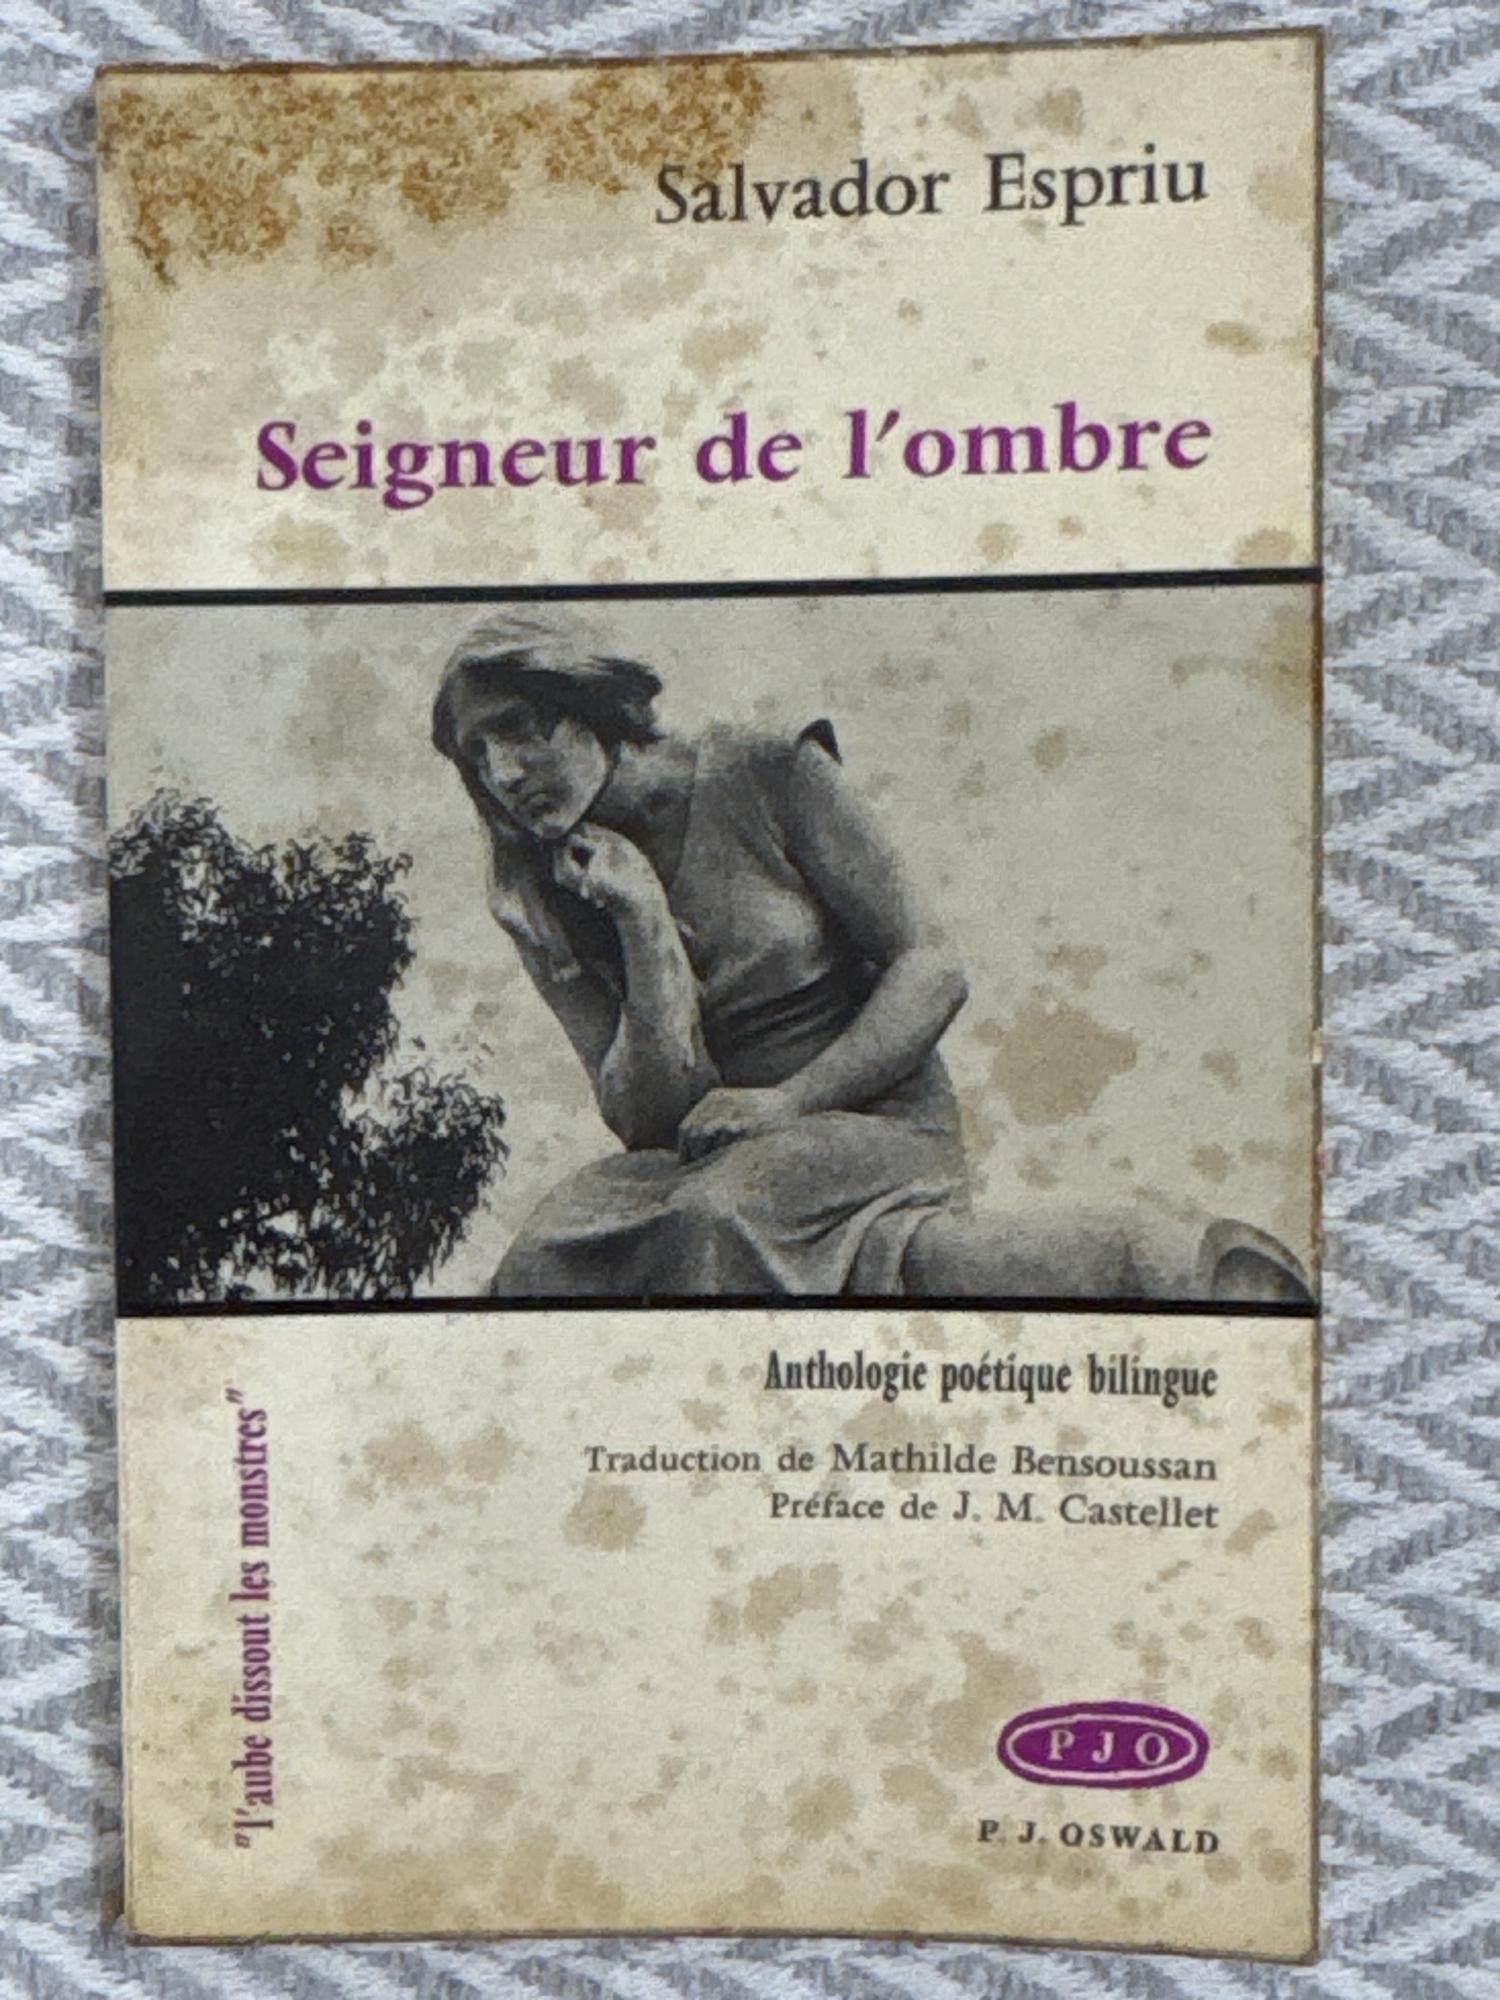 Salvador Espriu
Seigneur de l'ombre
Anthologie poétique bilingue
Traduction de Mathilde Bensoussan
Préface de J. M. Castellet
"l'aube dissout les monstres"
PJO
P. J. OSWALD